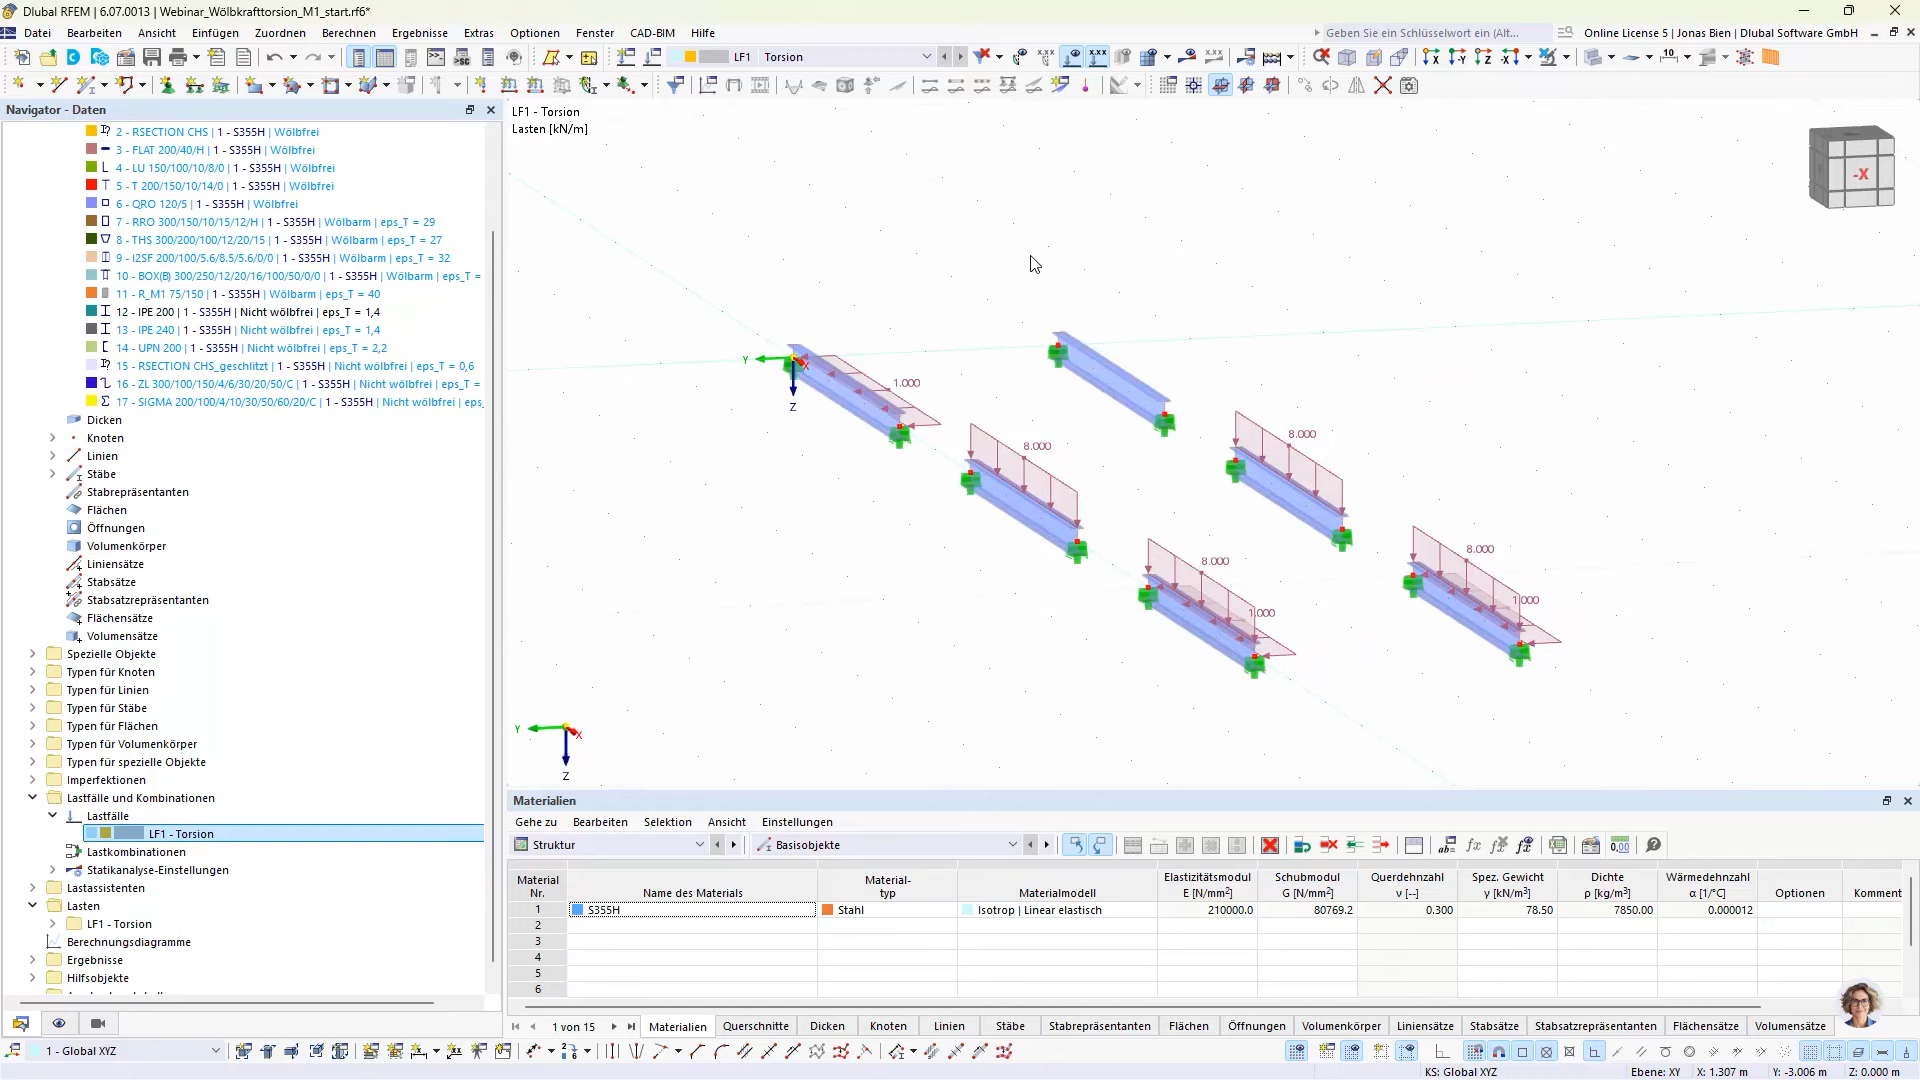 Dlubal RFEM | 6.07.0013 | Webinar_Wölbkrafttorsion_M1_start.rf6*
Datei Bearbeiten Ansicht Einfügen Zuordnen Berechnen Ergebnisse Extras Optionen Fenster CAD-BIM Hilfe
Geben Sie ein Schlüsselwort ein (Alt... Online License 5 | Jonas Bien | Dlubal Software GmbH
LF1 Torsion
Navigator - Daten
2 - RSECTION CHS | 1 - S355H | Wölbfrei
3 - FLAT 200/40/H | 1 - S355H | Wölbfrei
4 - LU 150/100/10/8/0 | 1 - S355H | Wölbfrei
5 - T 200/150/10/14/0 | 1 - S355H | Wölbfrei
6 - QRO 120/5 | 1 - S355H | Wölbfrei
7 - RRO 300/150/10/15/12/H | 1 - S355H | Wölbarm | eps_T = 29
8 - THS 300/200/100/12/20/15 | 1 - S355H | Wölbarm | eps_T = 27
9 - I2SF 200/100/5.6/8.5/5.6/0/0 | 1 - S355H | Wölbarm | eps_T = 32
10 - BOX(B) 300/250/12/20/16/100/50/0/0 | 1 - S355H | Wölbarm | eps_T =
11 - R_M1 75/150 | 1 - S355H | Wölbarm | eps_T = 40
12 - IPE 200 | 1 - S355H | Nicht wölbfrei | eps_T = 1,4
13 - IPE 240 | 1 - S355H | Nicht wölbfrei | eps_T = 1,4
14 - UPN 200 | 1 - S355H | Nicht wölbfrei | eps_T = 2,2
15 - RSECTION CHS_geschlitzt | 1 - S355H | Nicht wölbfrei | eps_T = 0,6
16 - ZL 300/100/150/4/6/30/20/50/C | 1 - S355H | Nicht wölbfrei | eps_T =
17 - SIGMA 200/100/4/10/30/50/60/20/C | 1 - S355H | Nicht wölbfrei | eps_
Dicken
Knoten
Linien
Stäbe
Stabrepräsentanten
Flächen
Öffnungen
Volumenkörper
Liniensätze
Stabsätze
Stabsatzrepräsentanten
Flächensätze
Volumensätze
Spezielle Objekte
Typen für Knoten
Typen für Linien
Typen für Stäbe
Typen für Flächen
Typen für Volumenkörper
Typen für spezielle Objekte
Imperfektionen
Lastfälle und Kombinationen
Lastfälle
LF1 - Torsion
Lastkombinationen
Statikanalyse-Einstellungen
Lastassistenten
Lasten
LF1 - Torsion
Berechnungsdiagramme
Ergebnisse
Hilfsobjekte
LF1 - Torsion
Lasten [kN/m]
-X
Y
X
Z
1.000
8.000
8.000
8.000
1.000
8.000
1.000
Y
X
Z
Materialien
Gehe zu Bearbeiten Selektion Ansicht Einstellungen
Struktur Basisobjekte
Material Material- Elastizitätsmodul Schubmodul Querdehnzahl Spez. Gewicht Dichte Wärmedehnzahl
Nr. Name des Materials typ Materialmodell E [N/mm²] G [N/mm²] ν [--] γ [kN/m³] ρ [kg/m³] α [1/°C] Optionen Komment
1 S355H Stahl Isotrop | Linear elastisch 210000.0 80769.2 0.300 78.50 7850.00 0.000012
2
3
4
5
6
1 von 15 Materialien Querschnitte Dicken Knoten Linien Stäbe Stabrepräsentanten Flächen Öffnungen Volumenkörper Liniensätze Stabsätze Stabsatzrepräsentanten Flächensätze Volumensätze
1 - Global XYZ
KS: Global XYZ Ebene: XY X: 1.307 m Y: -3.006 m Z: 0.000 m